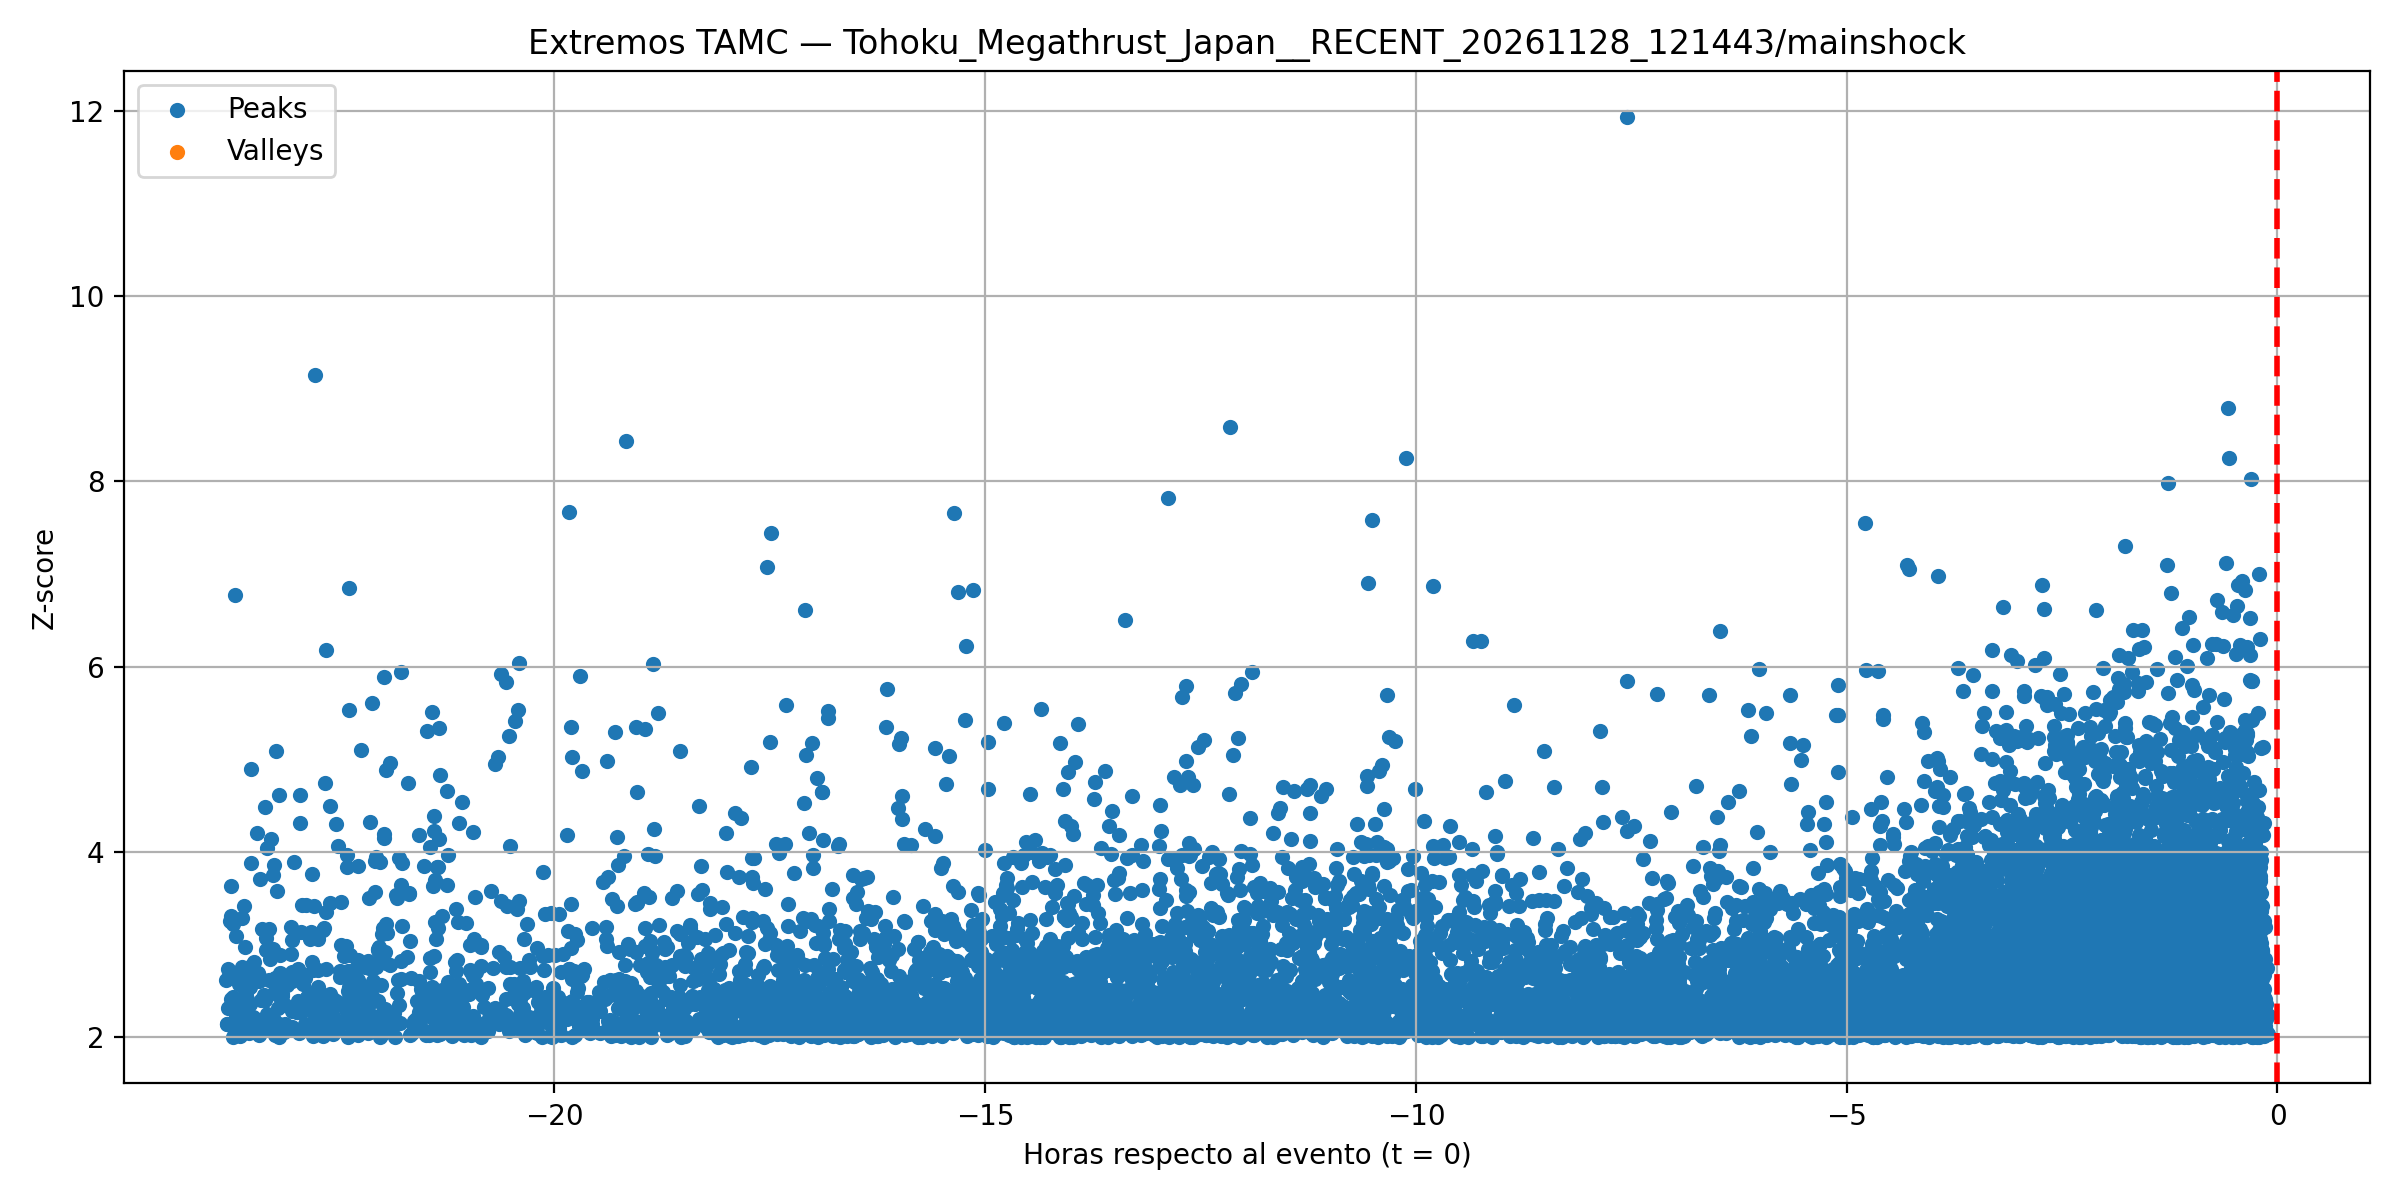 Extremos TAMC — Tohoku_Megathrust_Japan__RECENT_20261128_121443/mainshock
Peaks
Valleys
Z-score
12
10
8
6
4
2
−20
−15
−10
−5
0
Horas respecto al evento (t = 0)